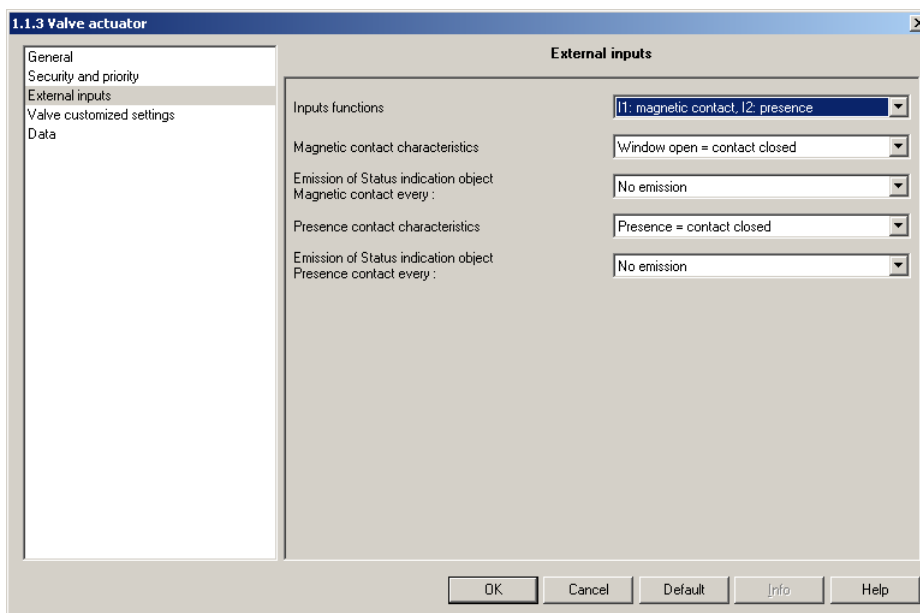 1.1.3 Valve actuator
General
Security and priority
External inputs
Valve customized settings
Data
External inputs
Inputs functions
I1: magnetic contact, I2: presence
Magnetic contact characteristics
Window open = contact closed
Emission of Status indication object
Magnetic contact every :
No emission
Presence contact characteristics
Presence = contact closed
Emission of Status indication object
Presence contact every :
No emission
OK
Cancel
Default
Info
Help